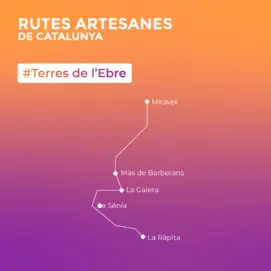 RUTES ARTESANES
DE CATALUNYA
#Terres de l'Ebre
Miravet
Mas de Barberans
La Galera
La Sénia
La Ràpita